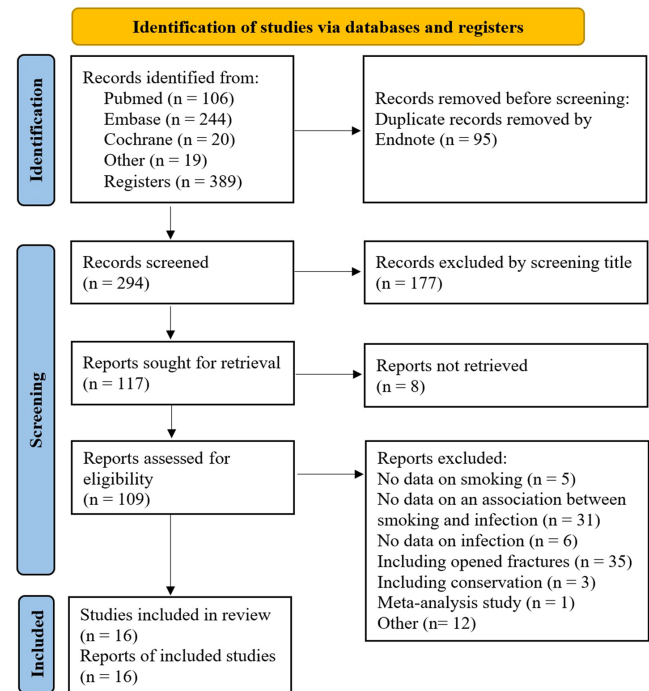 Identification of studies via databases and registers
Identification
Records identified from:
Pubmed (n = 106)
Embase (n = 244)
Cochrane (n = 20)
Other (n = 19)
Registers (n = 389)
Records removed before screening:
Duplicate records removed by
Endnote (n = 95)
Screening
Records screened
(n = 294)
Records excluded by screening title
(n = 177)
Reports sought for retrieval
(n = 117)
Reports not retrieved
(n = 8)
Reports assessed for
eligibility
(n = 109)
Reports excluded:
No data on smoking (n = 5)
No data on an association between
smoking and infection (n = 31)
No data on infection (n = 6)
Including opened fractures (n = 35)
Including conservation (n = 3)
Meta-analysis study (n = 1)
Other (n= 12)
Included
Studies included in review
(n = 16)
Reports of included studies
(n = 16)